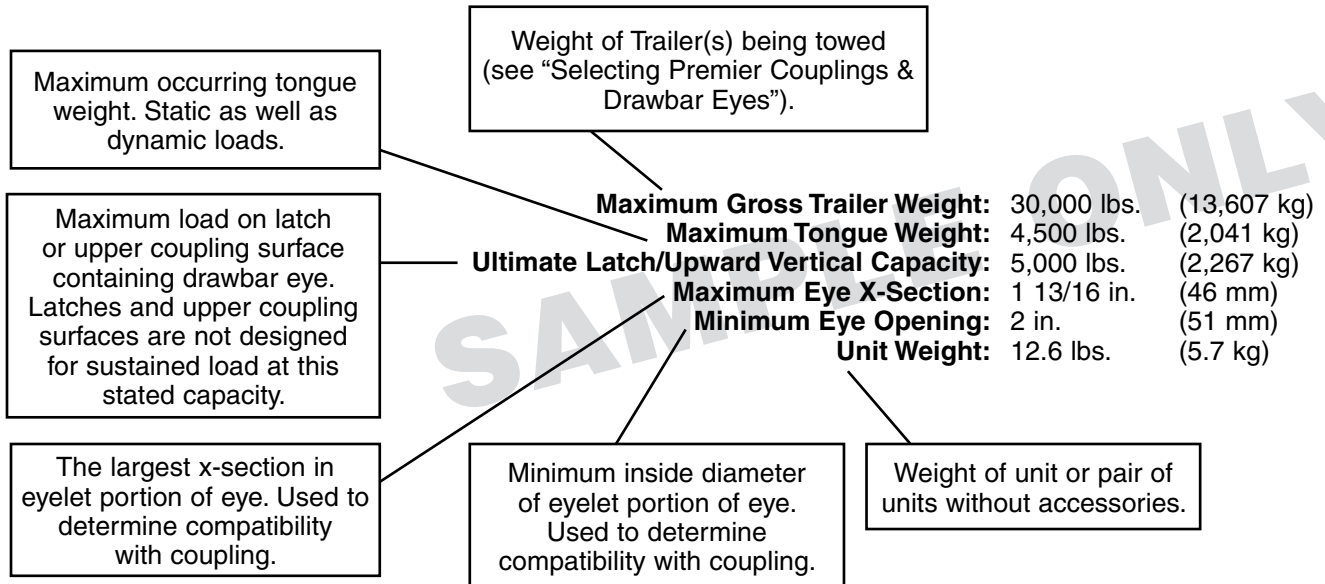 Weight of Trailer(s) being towed
(see “Selecting Premier Couplings &
Drawbar Eyes”).
Maximum occurring tongue
weight. Static as well as
dynamic loads.
Maximum load on latch
or upper coupling surface
containing drawbar eye.
Latches and upper coupling
surfaces are not designed
for sustained load at this
stated capacity.
Maximum Gross Trailer Weight: 30,000 lbs. (13,607 kg)
Maximum Tongue Weight: 4,500 lbs. (2,041 kg)
Ultimate Latch/Upward Vertical Capacity: 5,000 lbs. (2,267 kg)
Maximum Eye X-Section: 1 13/16 in. (46 mm)
Minimum Eye Opening: 2 in. (51 mm)
Unit Weight: 12.6 lbs. (5.7 kg)
SAMPLE ONLY
The largest x-section in
eyelet portion of eye. Used to
determine compatibility
with coupling.
Minimum inside diameter
of eyelet portion of eye.
Used to determine
compatibility with coupling.
Weight of unit or pair of
units without accessories.